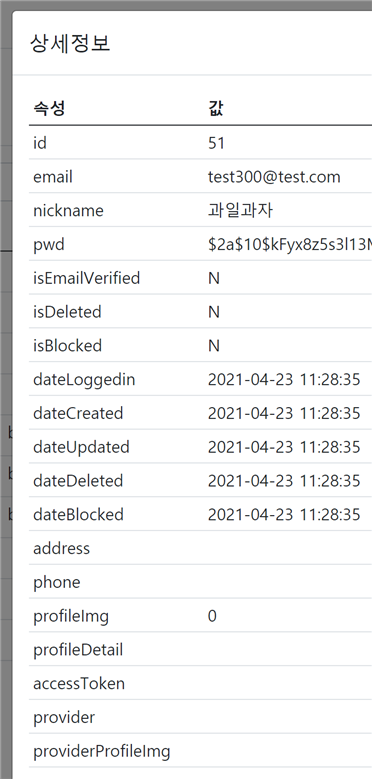 상세정보
속성 값
id 51
email test300@test.com
nickname 과일과자
pwd $2a$10$kFyx8z5s3l13
isEmailVerified N
isDeleted N
isBlocked N
dateLoggedin 2021-04-23 11:28:35
dateCreated 2021-04-23 11:28:35
dateUpdated 2021-04-23 11:28:35
dateDeleted 2021-04-23 11:28:35
dateBlocked 2021-04-23 11:28:35
address
phone
profileImg 0
profileDetail
accessToken
provider
providerProfileImg